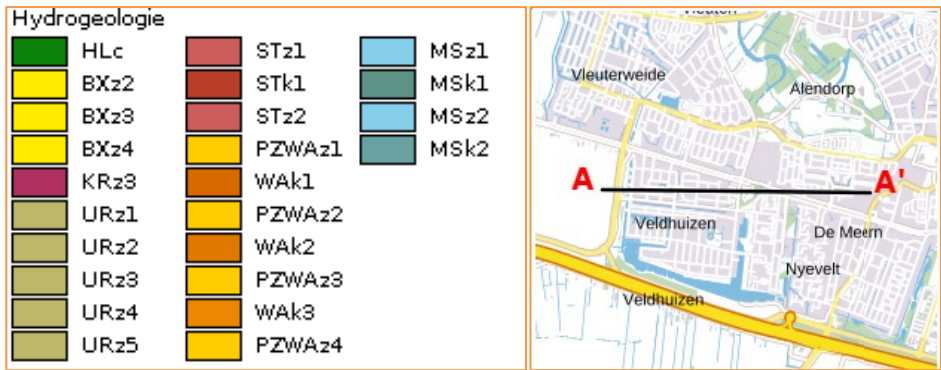 Hydrogeologie
HLc
BXz2
BXz3
BXz4
KRz3
URz1
URz2
URz3
URz4
URz5
STz1
STk1
STz2
PZWAz1
WAk1
PZWAz2
WAk2
PZWAz3
WAk3
PZWAz4
MSz1
MSk1
MSz2
MSk2
Vleuten
Vleuterweide
Alendorp
A
A'
Veldhuizen
De Meern
Nyevelt
Veldhuizen